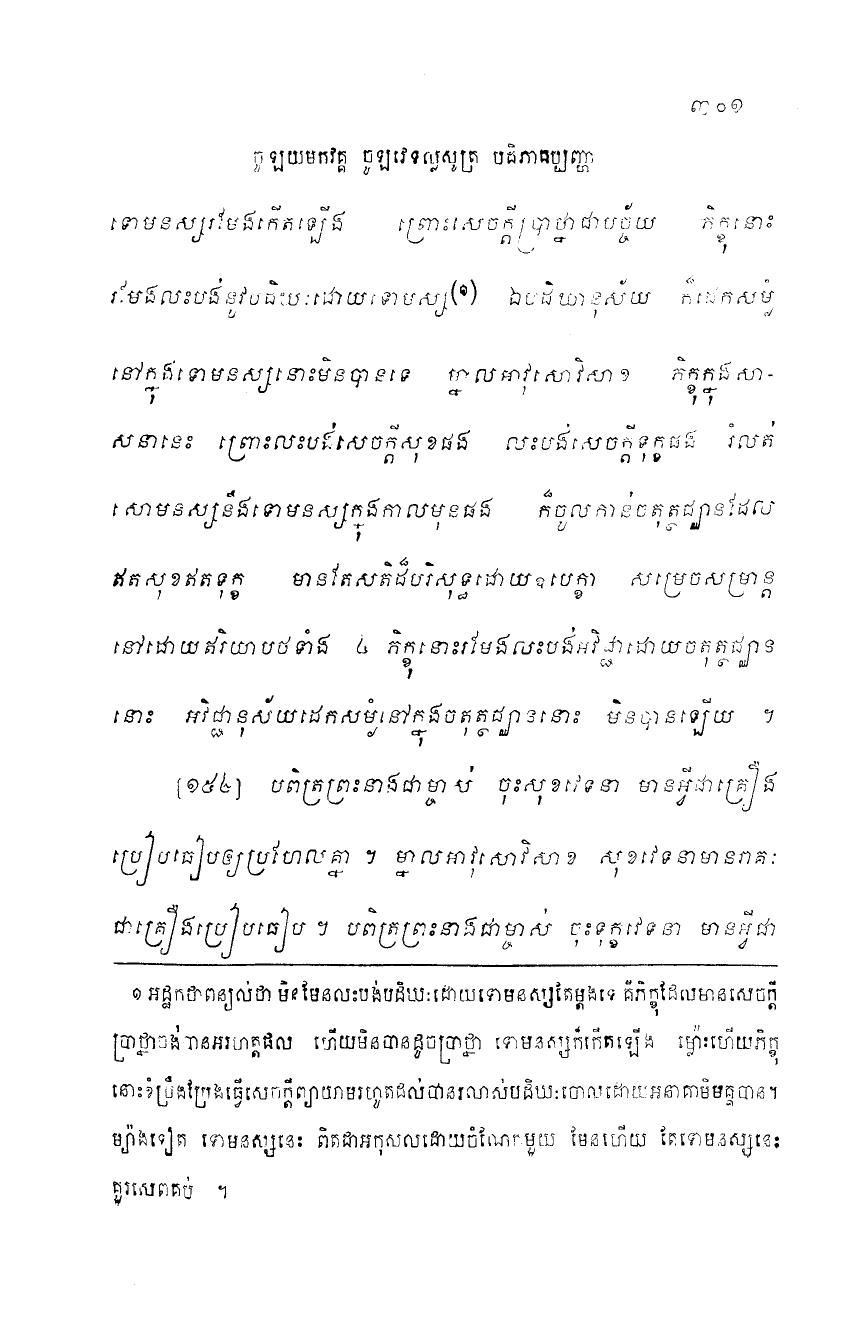 ៣០១
ចូឡយមកវគ្គ ចូឡវេទល្លសូត្រ បដិភាគប្បញ្ហា
ទោមនស្សរមែងកើតឡើង ព្រោះសេចក្តីប្រាថ្នាជាបច្ច័យ ភិក្ខុនោះ
រមែងលះបង់នូវបដិឃៈដោយទោមនស្ស(១) ឯបដិឃានុស័យ ក៏ដេកសម្ងំ
នៅក្នុងទោមនស្សនោះមិនបានទេ ម្នាលអាវុសោវិសាខ ភិក្ខុក្នុងសា-
សនានេះ ព្រោះលះបង់សេចក្តីសុខផង លះបង់សេចក្តីទុក្ខផង រំលត់
សោមនស្សនឹងទោមនស្សក្នុងកាលមុនផង ក៏ចូលកាន់ចតុត្ថជ្ឈានដែល
ឥតសុខឥតទុក្ខ មានតែសតិដ៏បរិសុទ្ធដោយឧបេក្ខា សម្រេចសម្រាន្ត
នៅដោយឥរិយាបថទាំង ៤ ភិក្ខុនោះរមែងលះបង់អវិជ្ជាដោយចតុត្ថជ្ឈាន
នោះ អវិជ្ជានុស័យដេកសម្ងំនៅក្នុងចតុត្ថជ្ឈាននោះ មិនបានឡើយ ។
[១៥៤] បពិត្រព្រះនាងជាម្ចាស់ ចុះសុខវេទនា មានអ្វីជាគ្រឿង
ប្រៀបធៀបឲ្យប្រហែលគ្នា ។ ម្នាលអាវុសោវិសាខ សុខវេទនាមានរាគៈ
ជាគ្រឿងប្រៀបធៀប ។ បពិត្រព្រះនាងជាម្ចាស់ ចុះទុក្ខវេទនា មានអ្វីជា
១ អដ្ឋកថាពន្យល់ថា មិនមែនលះបង់បដិឃៈដោយទោមនស្សតែម្តងទេ គឺភិក្ខុដែលមានសេចក្តី
ប្រាថ្នាចង់បានអរហត្តផល ហើយមិនបានដូចប្រាថ្នា ទោមនស្សក៏កើតឡើង ម្ល៉ោះហើយភិក្ខុ
នោះខំប្រឹងប្រែងធ្វើសេចក្តីព្យាយាមរហូតដល់បានរលាស់បដិឃៈចោលដោយអនាគាមិមគ្គបាន។
ម្យ៉ាងទៀត ទោមនស្សនេះ ពិតជាអកុសលដោយចំណែកមួយ មែនហើយ តែទោមនស្សនេះ
គួរសេពគប់ ។